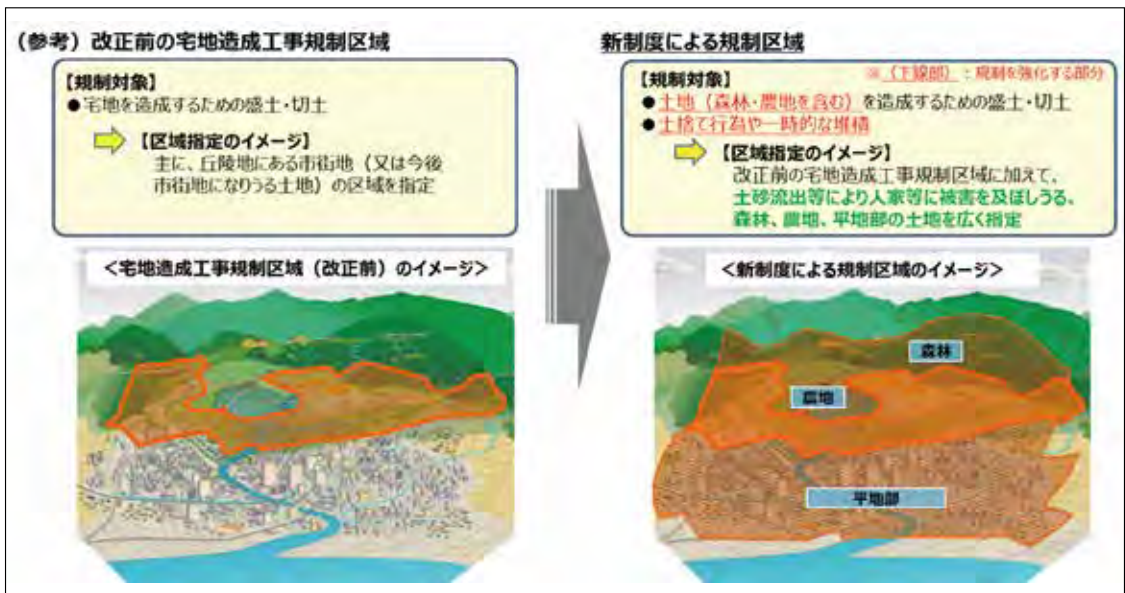 (参考)改正前の宅地造成工事規制区域
【規制対象】
●宅地を造成するための盛土・切土
【区域指定のイメージ】
主に、丘陵地にある市街地（又は今後
市街地になりうる土地）の区域を指定
<宅地造成工事規制区域（改正前）のイメージ>
新制度による規制区域
※（下線部）：規制を強化する部分
【規制対象】
●土地（森林・農地を含む）を造成するための盛土・切土
●土捨て行為や一時的な堆積
【区域指定のイメージ】
改正前の宅地造成工事規制区域に加えて、
土砂流出等により人家等に被害を及ぼしうる、
森林、農地、平地部の土地を広く指定
<新制度による規制区域のイメージ>
森林
農地
平地部